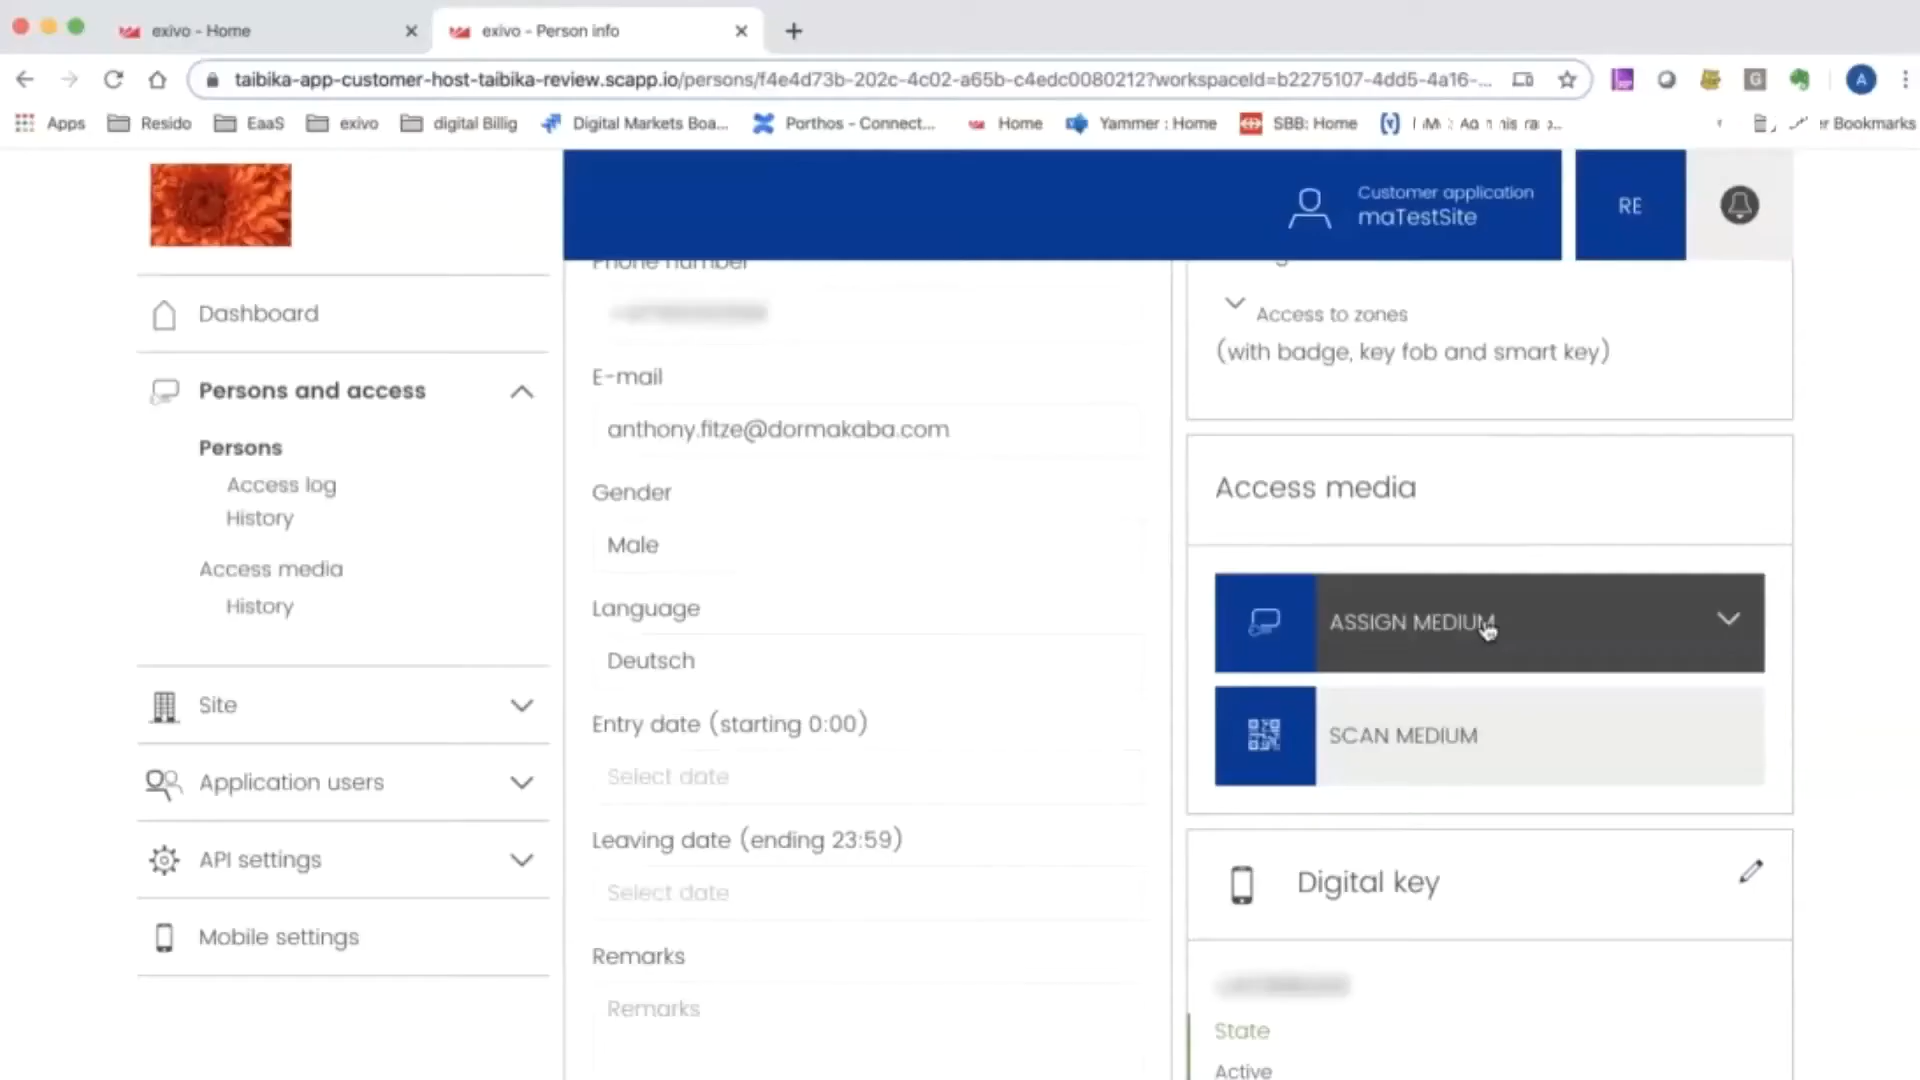 exivo - Home
exivo - Person info
taibika-app-customer-host-taibika-review.scapp.io/persons/f4e4d73b-202c-4c02-a65b-c4edc0080212?workspaceId=b2275107-4dd5-4a16-...
A
Apps
Resido
EaaS
exivo
digital Billig
Digital Markets Boa...
Porthos - Connect...
Home
Yammer : Home
SBB: Home
Bookmarks
Customer application
maTestSite
RE
Dashboard
Persons and access
Persons
Access log
History
Access media
History
Site
Application users
API settings
Mobile settings
Phone number
E-mail
anthony.fitze@dormakaba.com
Gender
Male
Language
Deutsch
Entry date (starting 0:00)
Select date
Leaving date (ending 23:59)
Select date
Remarks
Remarks
Access to zones
(with badge, key fob and smart key)
Access media
ASSIGN MEDIUM
SCAN MEDIUM
Digital key
State
Active